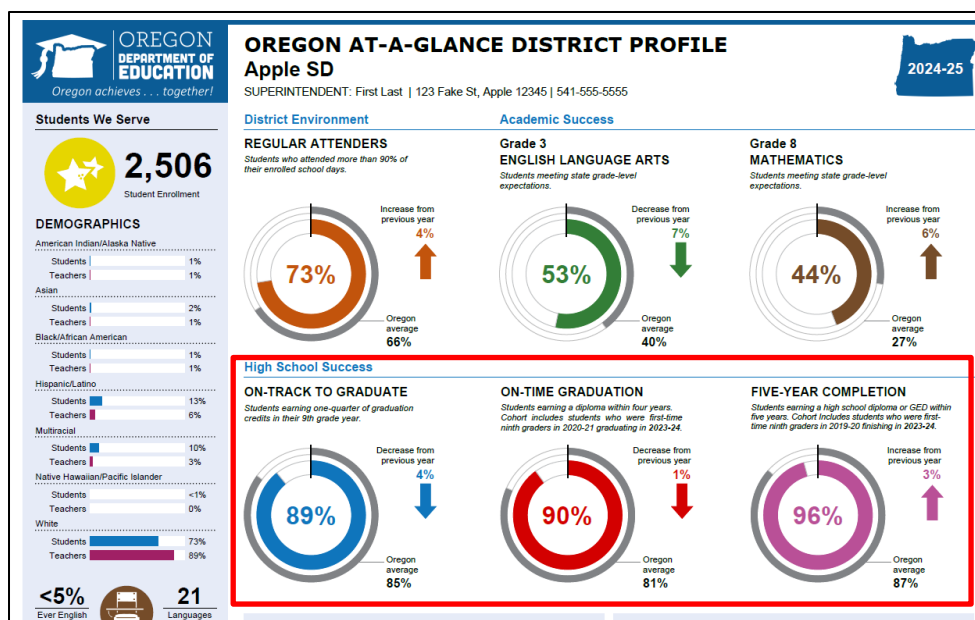 OREGON
DEPARTMENT OF
EDUCATION
Oregon achieves . . . together!
OREGON AT-A-GLANCE DISTRICT PROFILE
Apple SD
SUPERINTENDENT: First Last | 123 Fake St, Apple 12345 | 541-555-5555
2024-25
Students We Serve
2,506
Student Enrollment
DEMOGRAPHICS
American Indian/Alaska Native
Students 1%
Teachers 1%
Asian
Students 2%
Teachers 1%
Black/African American
Students 1%
Teachers 1%
Hispanic/Latino
Students 13%
Teachers 6%
Multiracial
Students 10%
Teachers 3%
Native Hawaiian/Pacific Islander
Students <1%
Teachers 0%
White
Students 73%
Teachers 89%
<5%
Ever English
21
Languages
District Environment
REGULAR ATTENDERS
Students who attended more than 90% of
their enrolled school days.
Increase from
previous year
4%
73%
Oregon
average
66%
Academic Success
Grade 3
ENGLISH LANGUAGE ARTS
Students meeting state grade-level
expectations.
Decrease from
previous year
7%
53%
Oregon
average
40%
Grade 8
MATHEMATICS
Students meeting state grade-level
expectations.
Increase from
previous year
6%
44%
Oregon
average
27%
High School Success
ON-TRACK TO GRADUATE
Students earning one-quarter of graduation
credits in their 9th grade year.
Decrease from
previous year
4%
89%
Oregon
average
85%
ON-TIME GRADUATION
Students earning a diploma within four years.
Cohort includes students who were first-time
ninth graders in 2020-21 graduating in 2023-24.
Decrease from
previous year
1%
90%
Oregon
average
81%
FIVE-YEAR COMPLETION
Students earning a high school diploma or GED within
five years. Cohort Includes students who were first-
time ninth graders in 2019-20 finishing in 2023-24.
Increase from
previous year
3%
96%
Oregon
average
87%